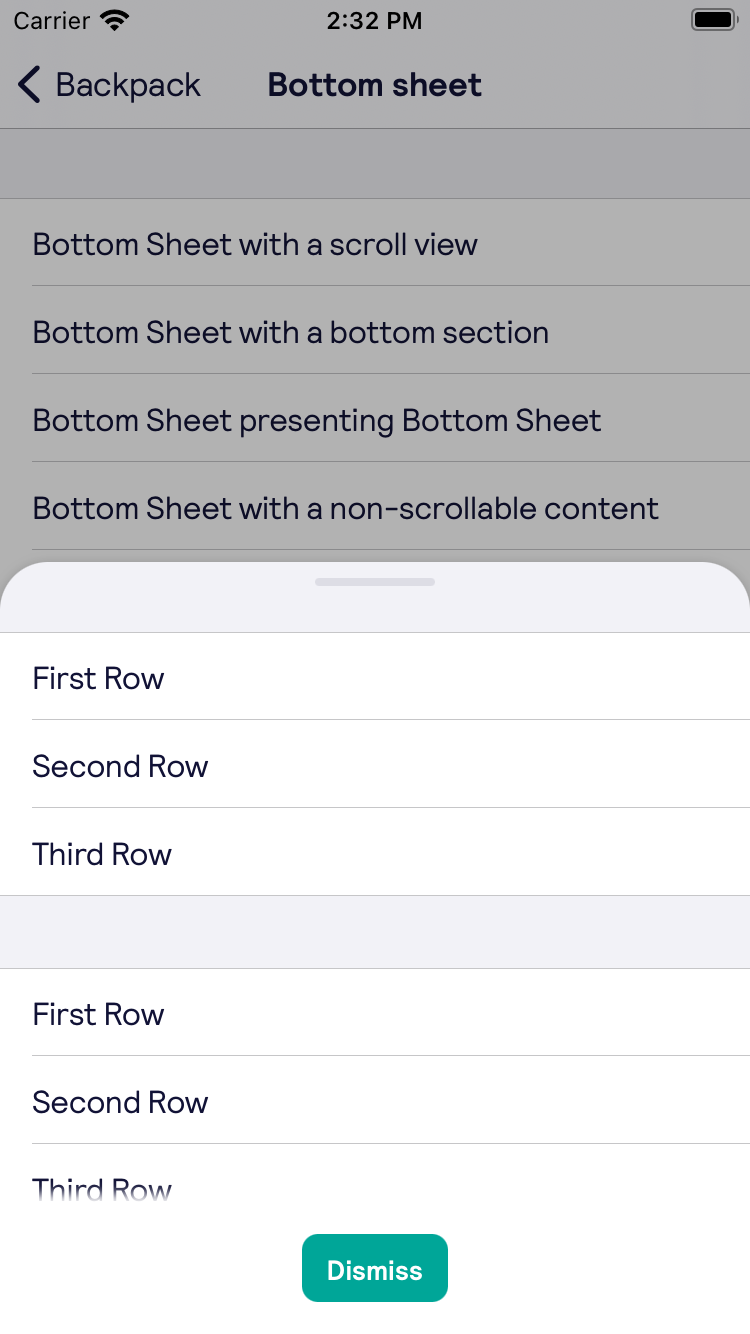 Carrier 2:32 PM
Backpack Bottom sheet
Bottom Sheet with a scroll view
Bottom Sheet with a bottom section
Bottom Sheet presenting Bottom Sheet
Bottom Sheet with a non-scrollable content
First Row
Second Row
Third Row
First Row
Second Row
Third Row
Dismiss